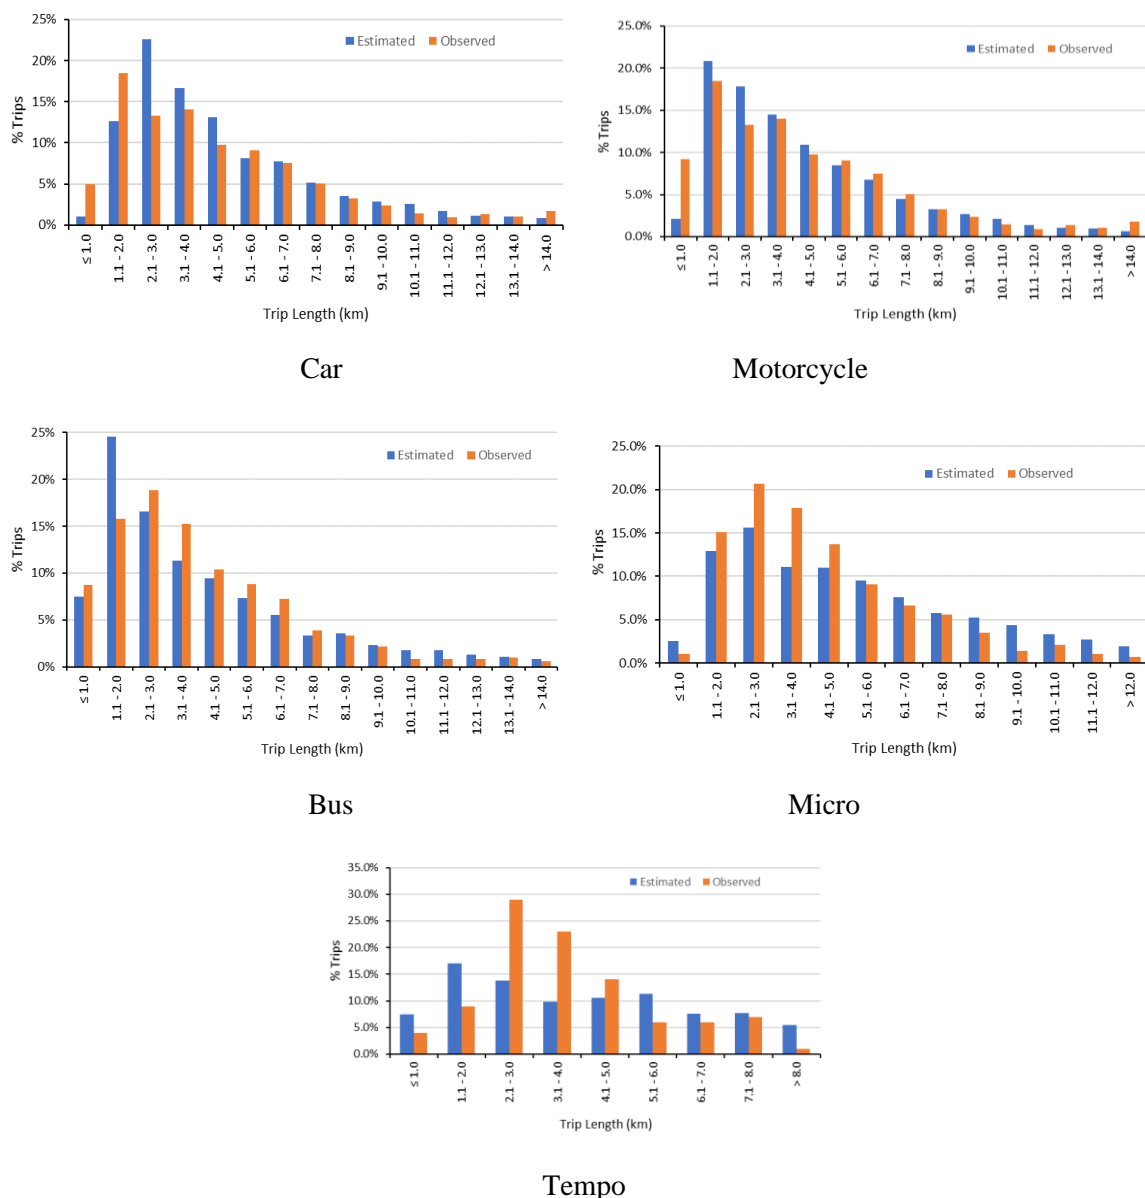 25%
20%
15%
10%
5%
0%
% Trips
Estimated Observed
≤ 1.0
1.1 - 2.0
2.1 - 3.0
3.1 - 4.0
4.1 - 5.0
5.1 - 6.0
6.1 - 7.0
7.1 - 8.0
8.1 - 9.0
9.1 - 10.0
10.1 - 11.0
11.1 - 12.0
12.1 - 13.0
13.1 - 14.0
> 14.0
Trip Length (km)
Car
25.0%
20.0%
15.0%
10.0%
5.0%
0.0%
% Trips
Estimated Observed
≤ 1.0
1.1 - 2.0
2.1 - 3.0
3.1 - 4.0
4.1 - 5.0
5.1 - 6.0
6.1 - 7.0
7.1 - 8.0
8.1 - 9.0
9.1 - 10.0
10.1 - 11.0
11.1 - 12.0
12.1 - 13.0
13.1 - 14.0
> 14.0
Trip Length (km)
Motorcycle
25%
20%
15%
10%
5%
0%
% Trips
Estimated Observed
≤ 1.0
1.1 - 2.0
2.1 - 3.0
3.1 - 4.0
4.1 - 5.0
5.1 - 6.0
6.1 - 7.0
7.1 - 8.0
8.1 - 9.0
9.1 - 10.0
10.1 - 11.0
11.1 - 12.0
12.1 - 13.0
13.1 - 14.0
> 14.0
Trip Length (km)
Bus
25.0%
20.0%
15.0%
10.0%
5.0%
0.0%
% Trips
Estimated Observed
≤ 1.0
1.1 - 2.0
2.1 - 3.0
3.1 - 4.0
4.1 - 5.0
5.1 - 6.0
6.1 - 7.0
7.1 - 8.0
8.1 - 9.0
9.1 - 10.0
10.1 - 11.0
11.1 - 12.0
> 12.0
Trip Length (km)
Micro
35.0%
30.0%
25.0%
20.0%
15.0%
10.0%
5.0%
0.0%
% Trips
Estimated Observed
≤ 1.0
1.1 - 2.0
2.1 - 3.0
3.1 - 4.0
4.1 - 5.0
5.1 - 6.0
6.1 - 7.0
7.1 - 8.0
> 8.0
Trip Length (km)
Tempo